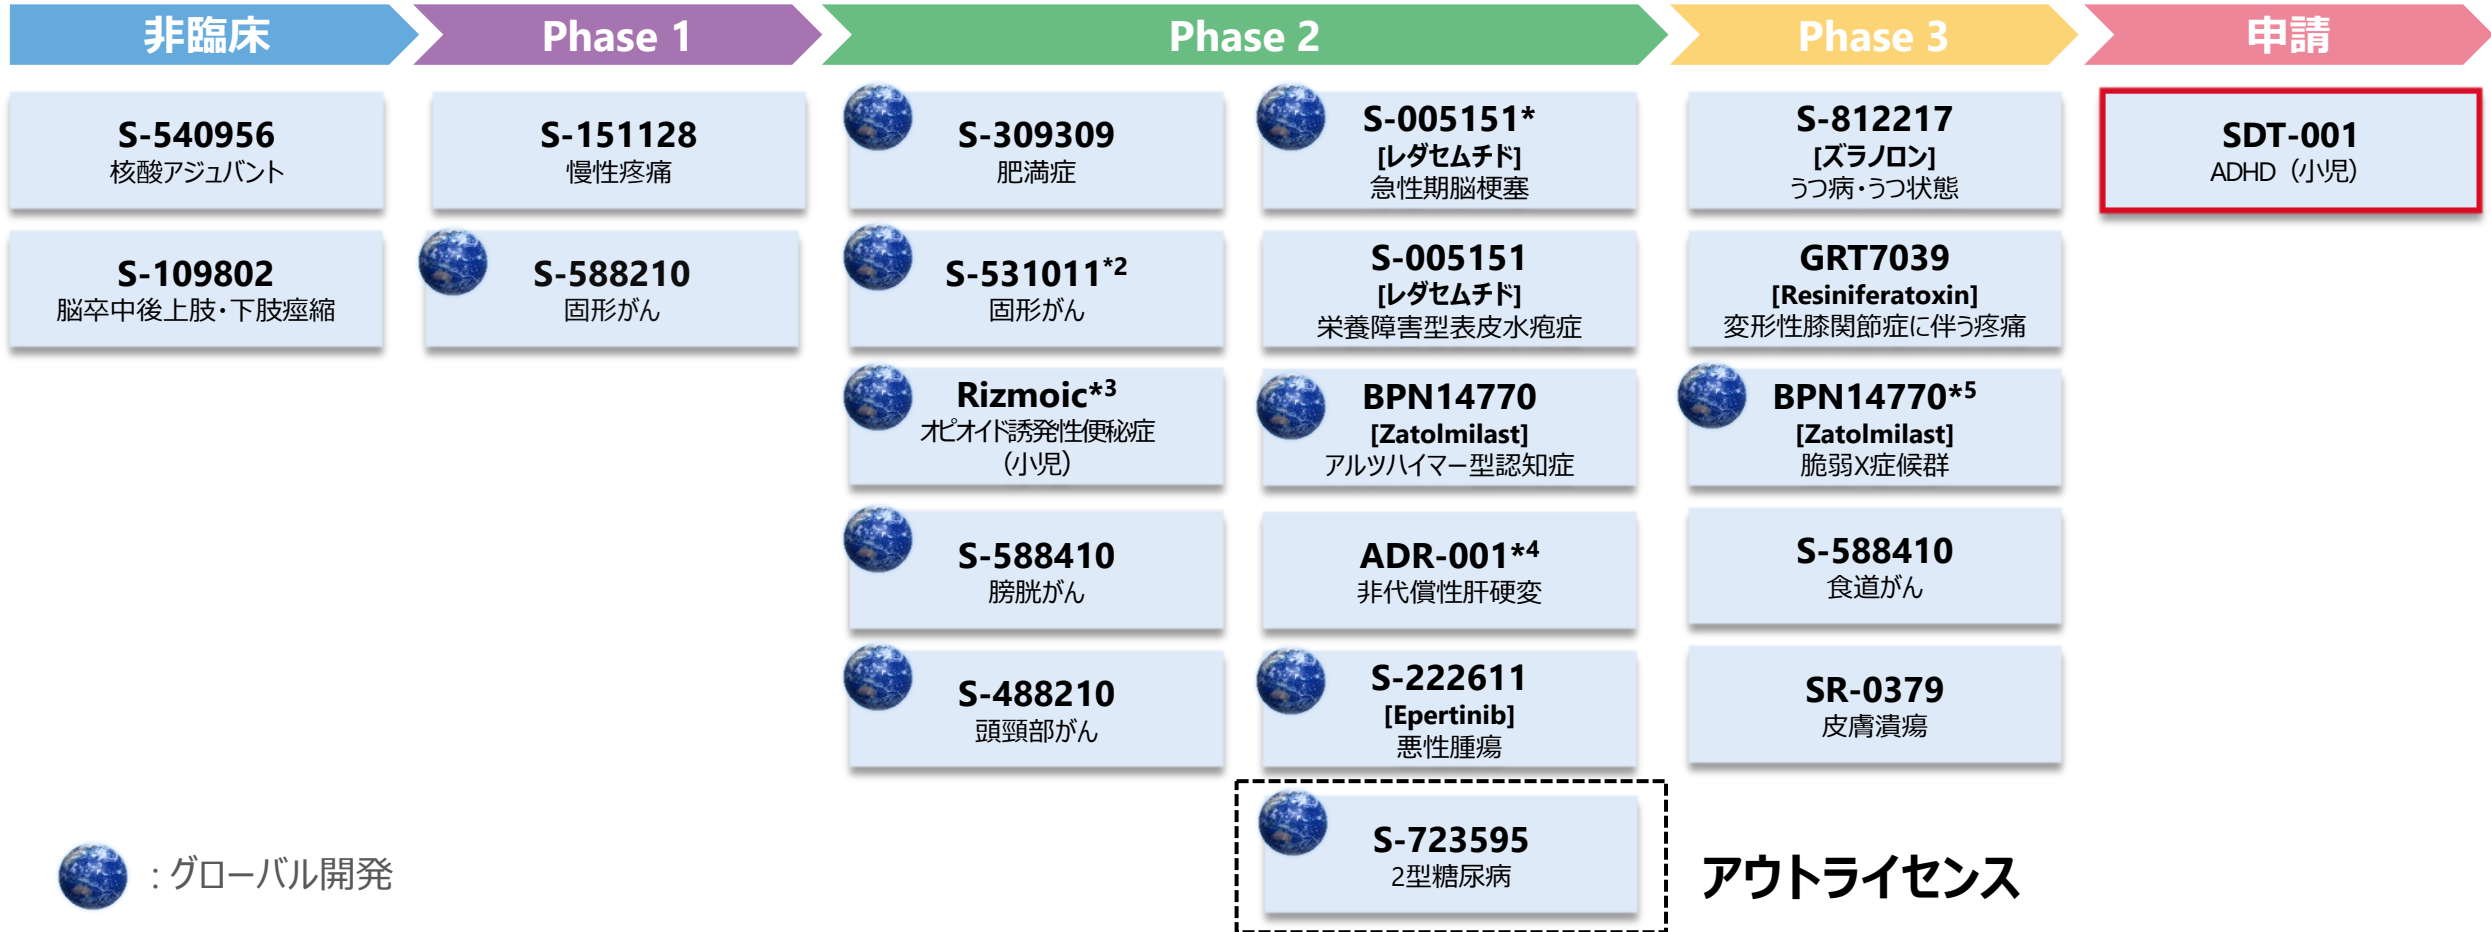 非臨床
Phase 1
Phase 2
Phase 3
申請
S-540956
核酸アジュバント
S-109802
脳卒中後上肢・下肢痙縮
S-151128
慢性疼痛
S-588210
固形がん
S-309309
肥満症
S-531011*2
固形がん
Rizmoic*3
オピオイド誘発性便秘症
（小児）
S-588410
膀胱がん
S-488210
頭頸部がん
S-005151*
[レダセムチド]
急性期脳梗塞
S-005151
[レダセムチド]
栄養障害型表皮水疱症
BPN14770
[Zatolmilast]
アルツハイマー型認知症
ADR-001*4
非代償性肝硬変
S-222611
[Epertinib]
悪性腫瘍
S-723595
2型糖尿病
S-812217
[ズラノロン]
うつ病・うつ状態
GRT7039
[Resiniferatoxin]
変形性膝関節症に伴う疼痛
BPN14770*5
[Zatolmilast]
脆弱X症候群
S-588410
食道がん
SR-0379
皮膚潰瘍
SDT-001
ADHD（小児）
アウトライセンス
: グローバル開発